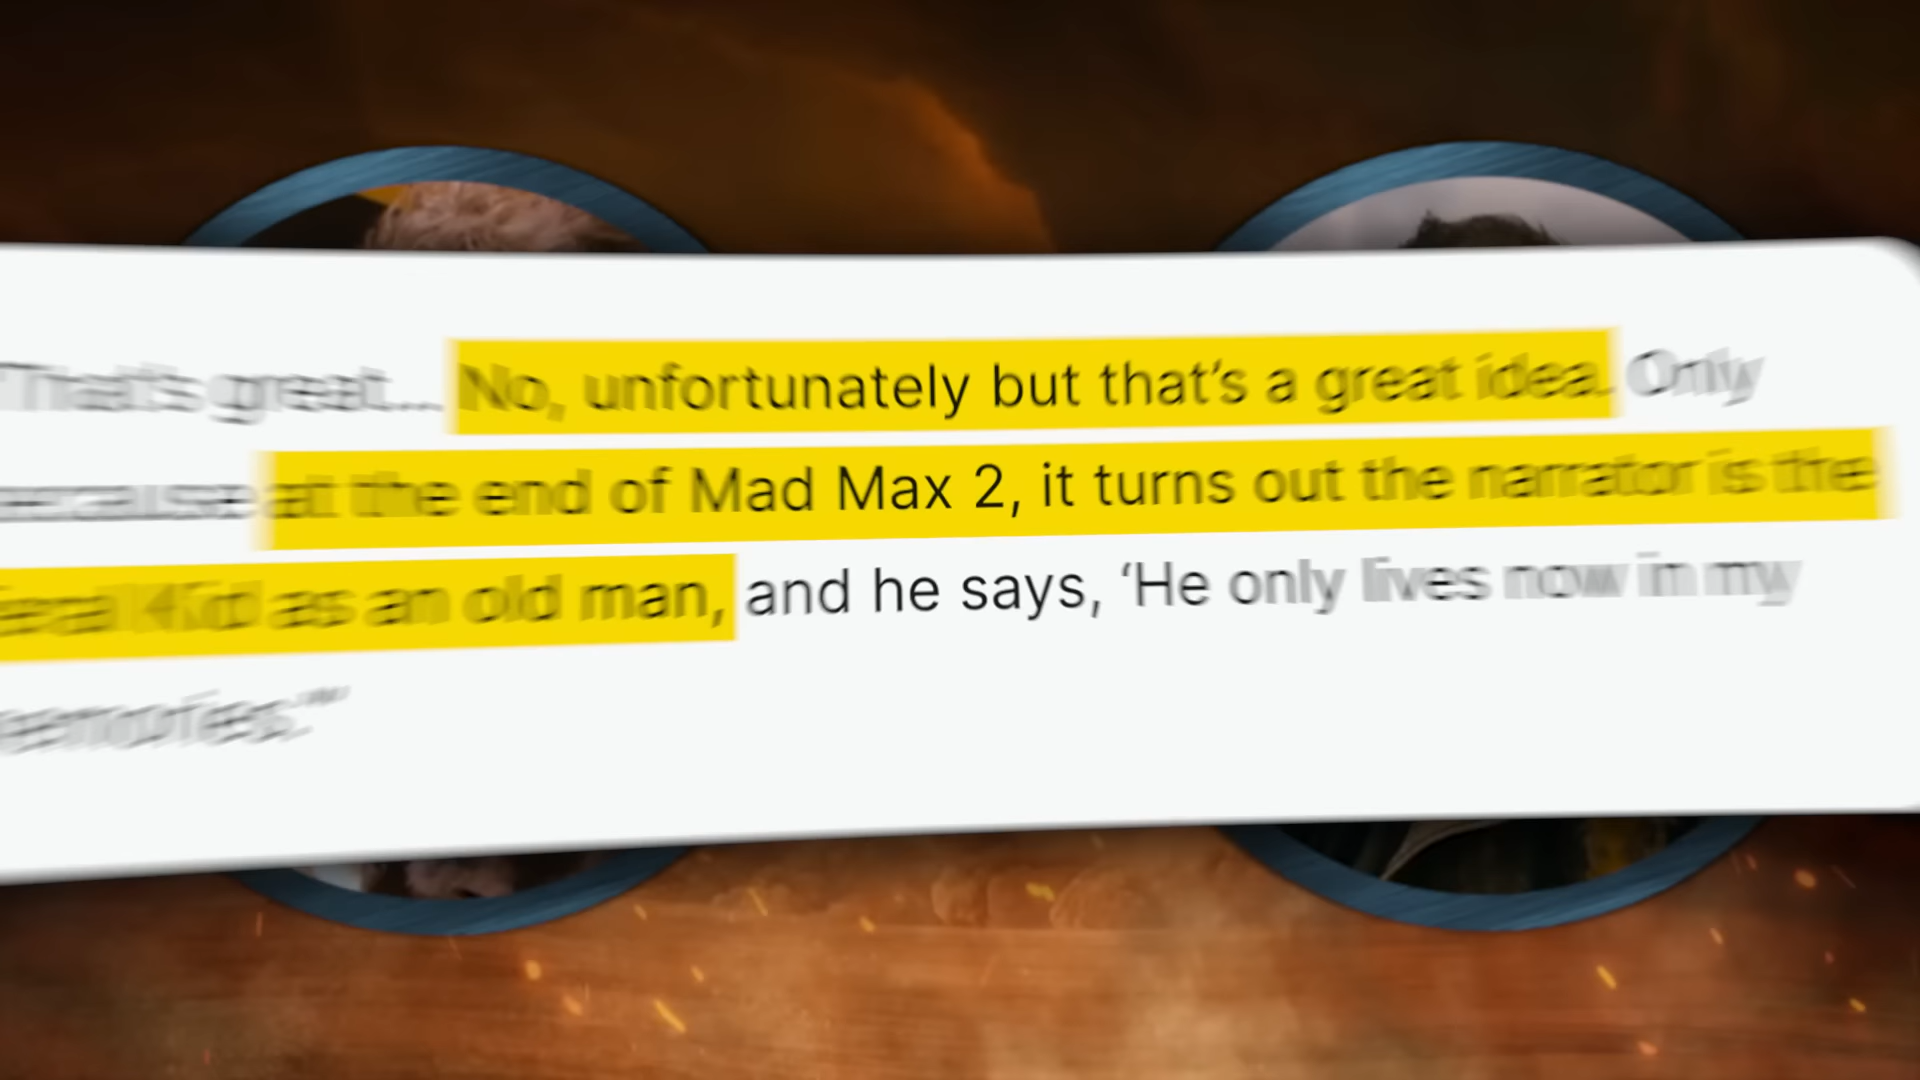 "That's great... No, unfortunately but that's a great idea. Only
because at the end of Mad Max 2, it turns out the narrator is the
Feral Kid as an old man, and he says, ‘He only lives now in my
memories.’"